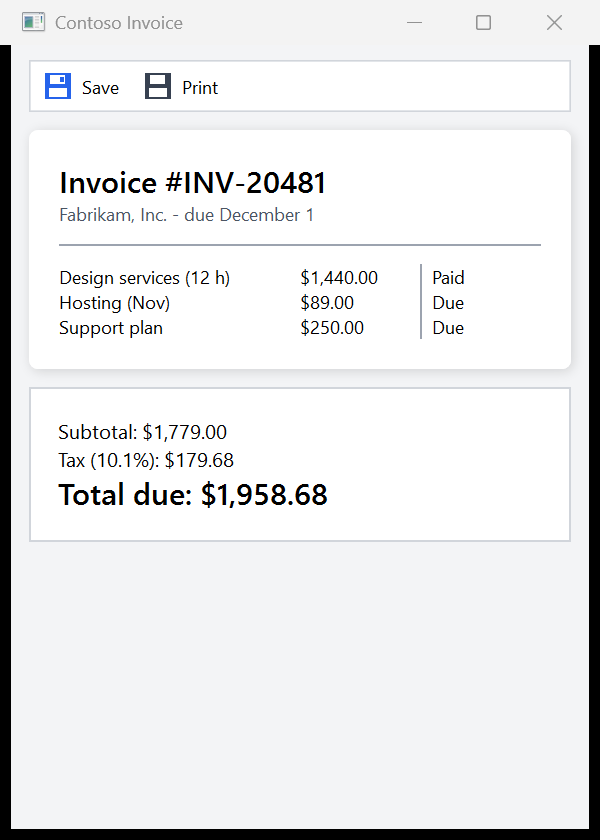 Contoso Invoice
Save Print
Invoice #INV-20481
Fabrikam, Inc. - due December 1
Design services (12 h) $1,440.00 Paid
Hosting (Nov) $89.00 Due
Support plan $250.00 Due
Subtotal: $1,779.00
Tax (10.1%): $179.68
Total due: $1,958.68